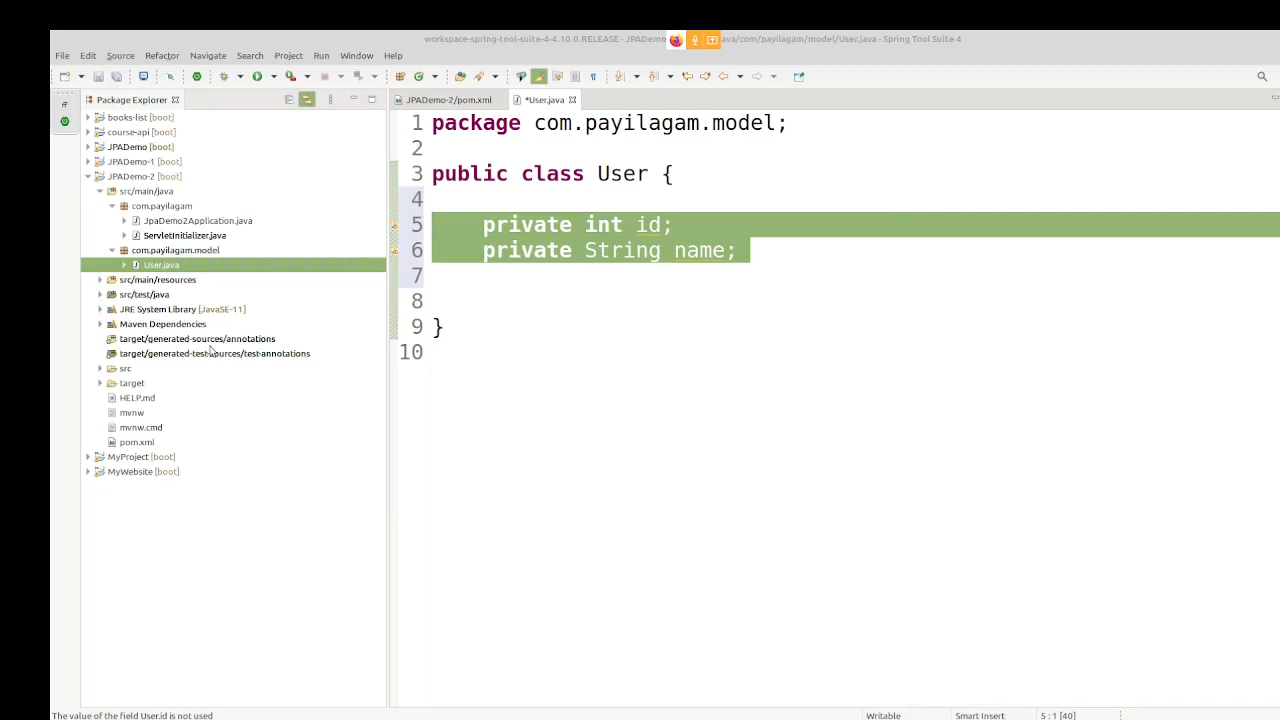 workspace-spring-tool-suite-4-4.10.0.RELEASE - JPADemo ava/com/payilagam/model/User.java - Spring Tool Suite 4
File Edit Source Refactor Navigate Search Project Run Window Help
Package Explorer
JPADemo-2/pom.xml
*User.java
books-list [boot]
course-api [boot]
JPADemo [boot]
JPADemo-1 [boot]
JPADemo-2 [boot]
src/main/java
com.payilagam
JpaDemo2Application.java
ServletInitializer.java
com.payilagam.model
User.java
src/main/resources
src/test/java
JRE System Library [JavaSE-11]
Maven Dependencies
target/generated-sources/annotations
target/generated-test-sources/test-annotations
src
target
HELP.md
mvnw
mvnw.cmd
pom.xml
MyProject [boot]
MyWebsite [boot]
1 package com.payilagam.model;
2
3 public class User {
4
5 private int id;
6 private String name;
7
8
9 }
10
The value of the field User.id is not used
Writable
Smart Insert
5 : 1 [40]